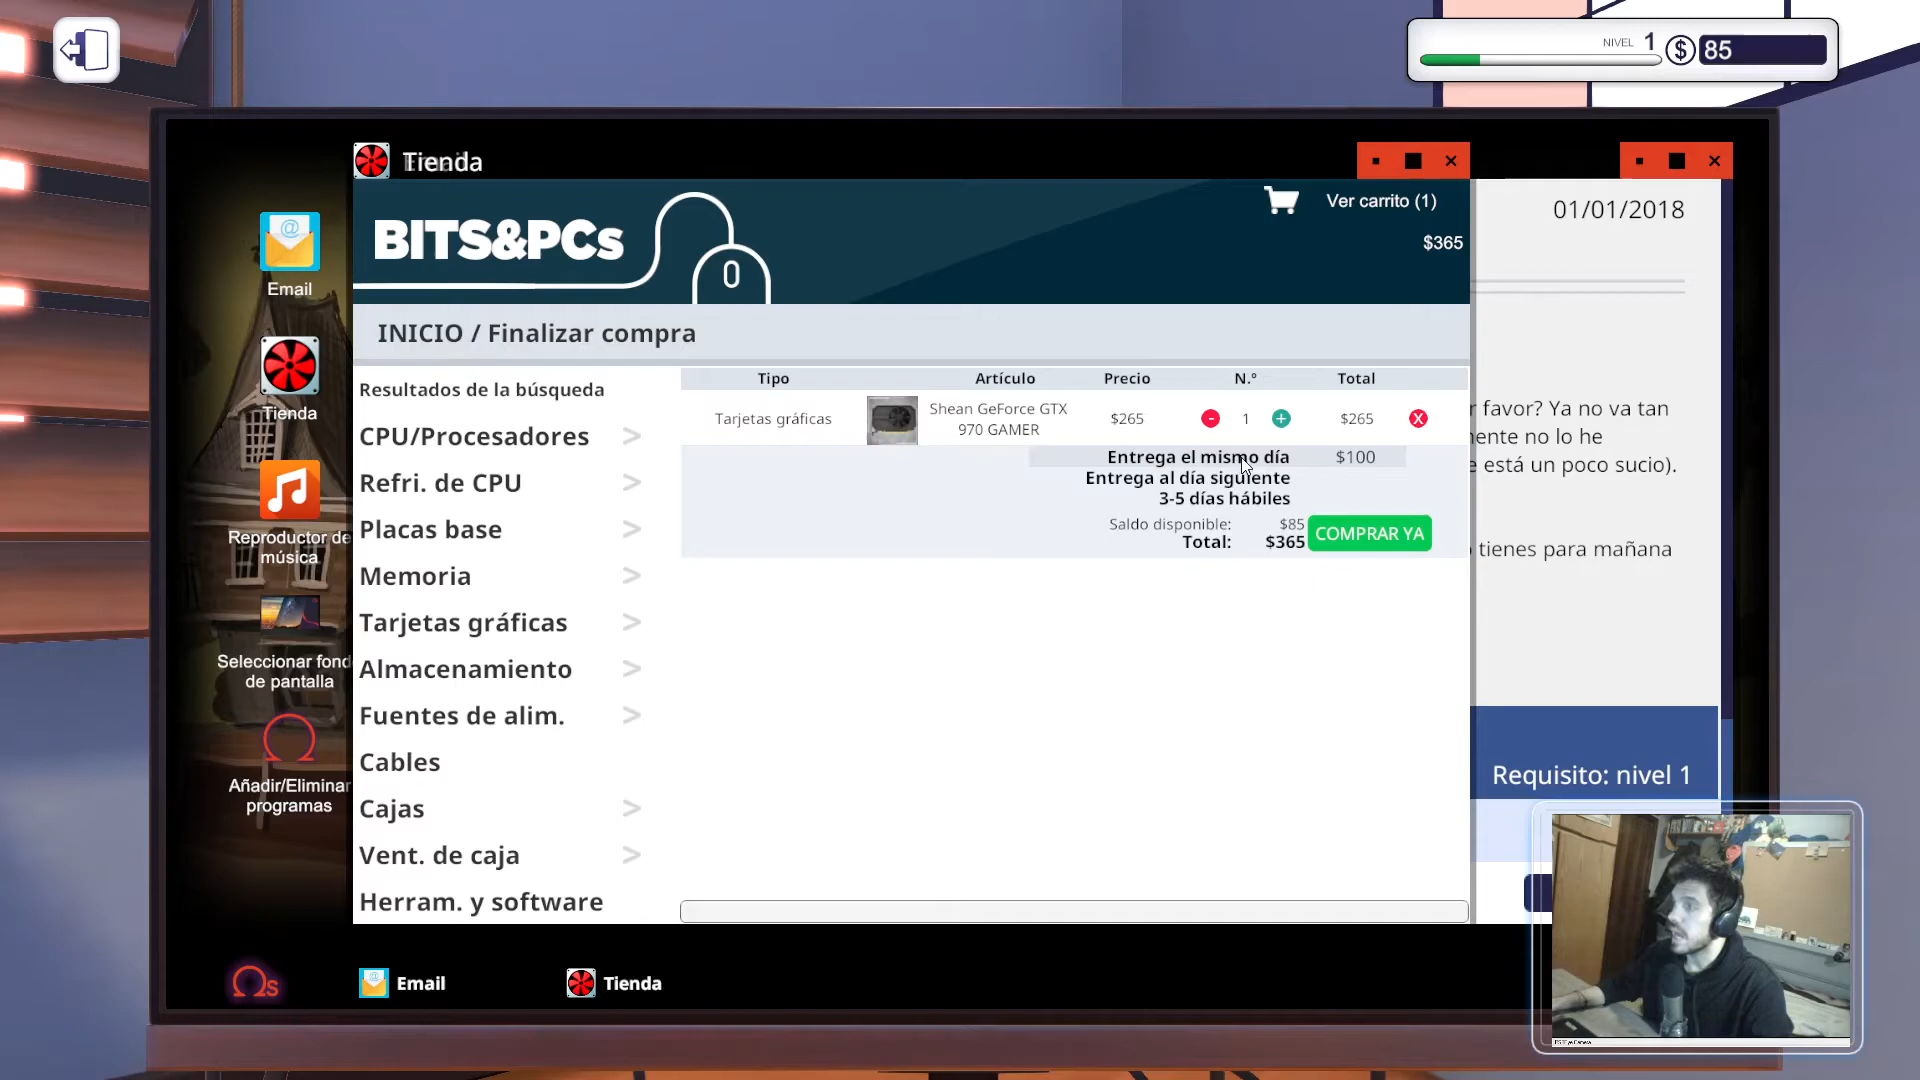 NIVEL 1 $ 85
Tienda
01/01/2018
Ver carrito (1)
$365
BITS&PCs
INICIO / Finalizar compra
Email
Tienda
Reproductor de
música
Seleccionar fond
de pantalla
Añadir/Eliminar
programas
Resultados de la búsqueda
CPU/Procesadores >
Refri. de CPU >
Placas base >
Memoria >
Tarjetas gráficas >
Almacenamiento >
Fuentes de alim. >
Cables
Cajas >
Vent. de caja >
Herram. y software
Tipo Artículo Precio N.° Total
Tarjetas gráficas Shean GeForce GTX 970 GAMER $265 - 1 + $265 X
Entrega el mismo día $100
Entrega al día siguiente
3-5 días hábiles
Saldo disponible: $85
Total: $365
COMPRAR YA
r favor? Ya no va tan
nente no lo he
e está un poco sucio).
tienes para mañana
Requisito: nivel 1
Ωs
Email
Tienda